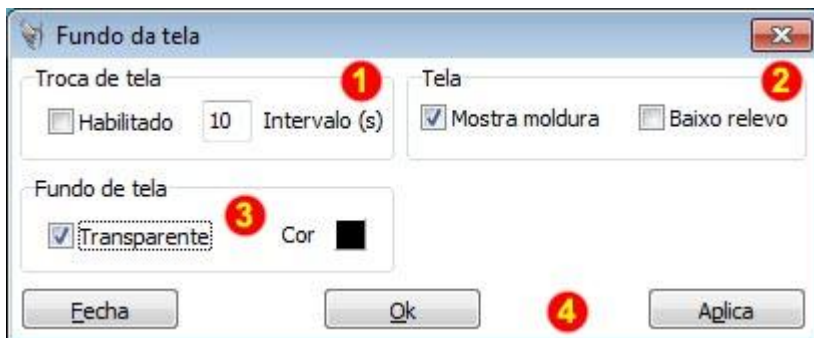 Fundo da tela
Troca de tela 1 Tela 2
Habilitado 10 Intervalo (s) Mostra moldura Baixo relevo
Fundo de tela
Transparente 3 Cor
Fecha Ok 4 Aplica